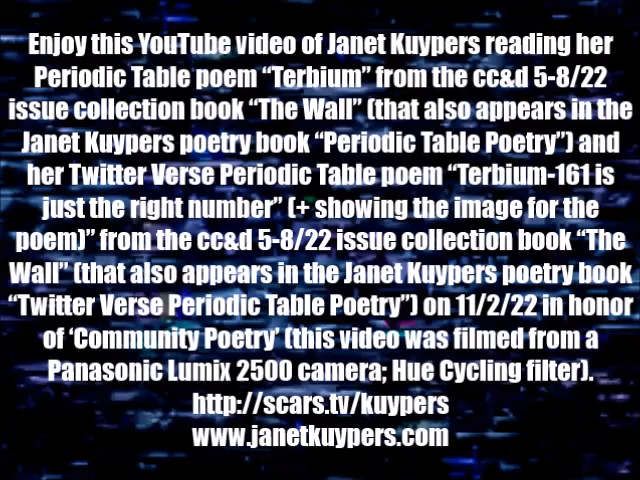 Enjoy this YouTube video of Janet Kuypers reading her
Periodic Table poem “Terbium” from the cc&d 5-8/22
issue collection book “The Wall” (that also appears in the
Janet Kuypers poetry book “Periodic Table Poetry”) and
her Twitter Verse Periodic Table poem “Terbium-161 is
just the right number” (+ showing the image for the
poem)” from the cc&d 5-8/22 issue collection book “The
Wall” (that also appears in the Janet Kuypers poetry book
“Twitter Verse Periodic Table Poetry”) on 11/2/22 in honor
of ‘Community Poetry’ (this video was filmed from a
Panasonic Lumix 2500 camera; Hue Cycling filter).
http://scars.tv/kuypers
www.janetkuypers.com